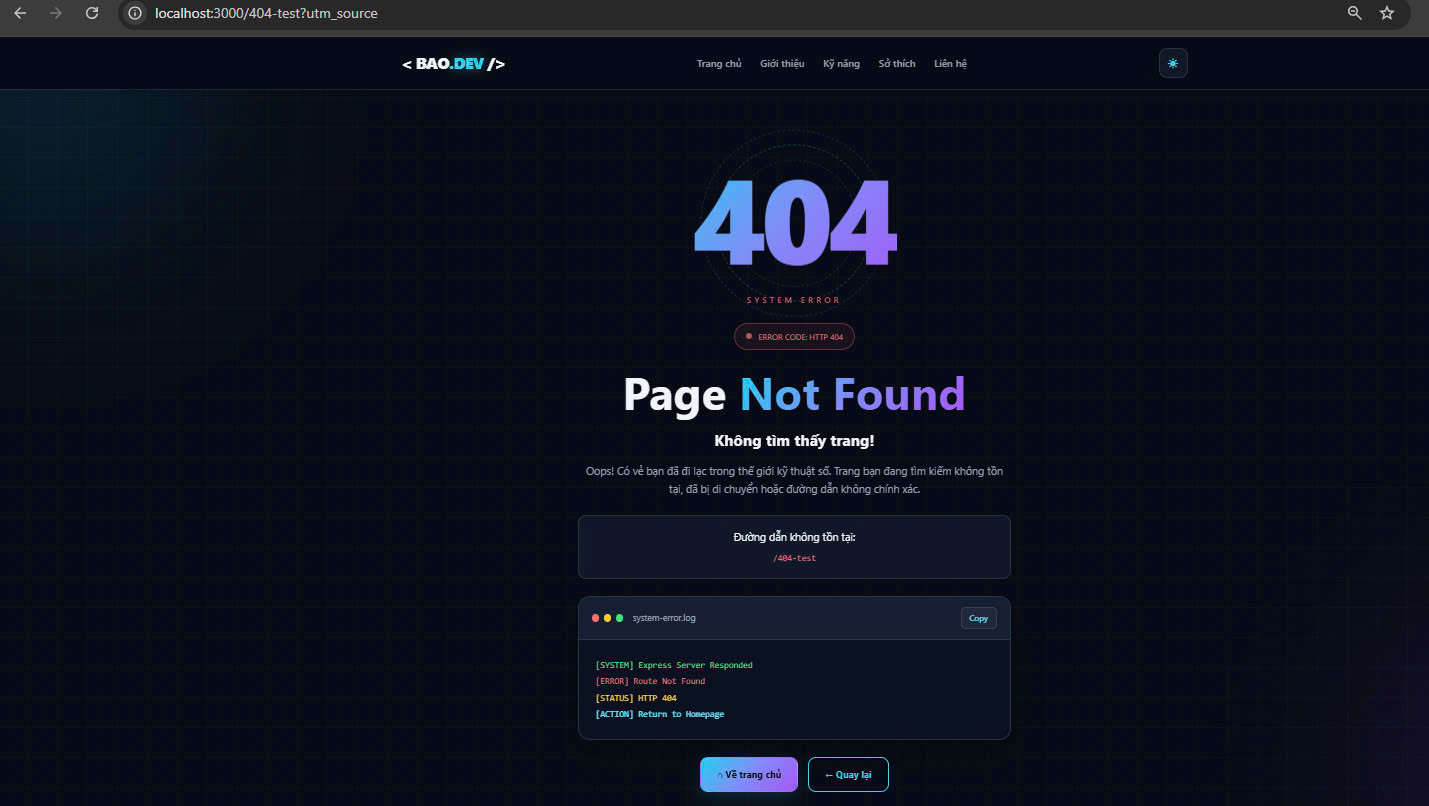 localhost:3000/404-test?utm_source
< BAO.DEV />
Trang chủ Giới thiệu Kỹ năng Sở thích Liên hệ
404
SYSTEM ERROR
ERROR CODE: HTTP 404
Page Not Found
Không tìm thấy trang!
Oops! Có vẻ bạn đã đi lạc trong thế giới kỹ thuật số. Trang bạn đang tìm kiếm không tồn
tại, đã bị di chuyển hoặc đường dẫn không chính xác.
Đường dẫn không tồn tại:
/404-test
system-error.log
Copy
[SYSTEM] Express Server Responded
[ERROR] Route Not Found
[STATUS] HTTP 404
[ACTION] Return to Homepage
Về trang chủ
← Quay lại